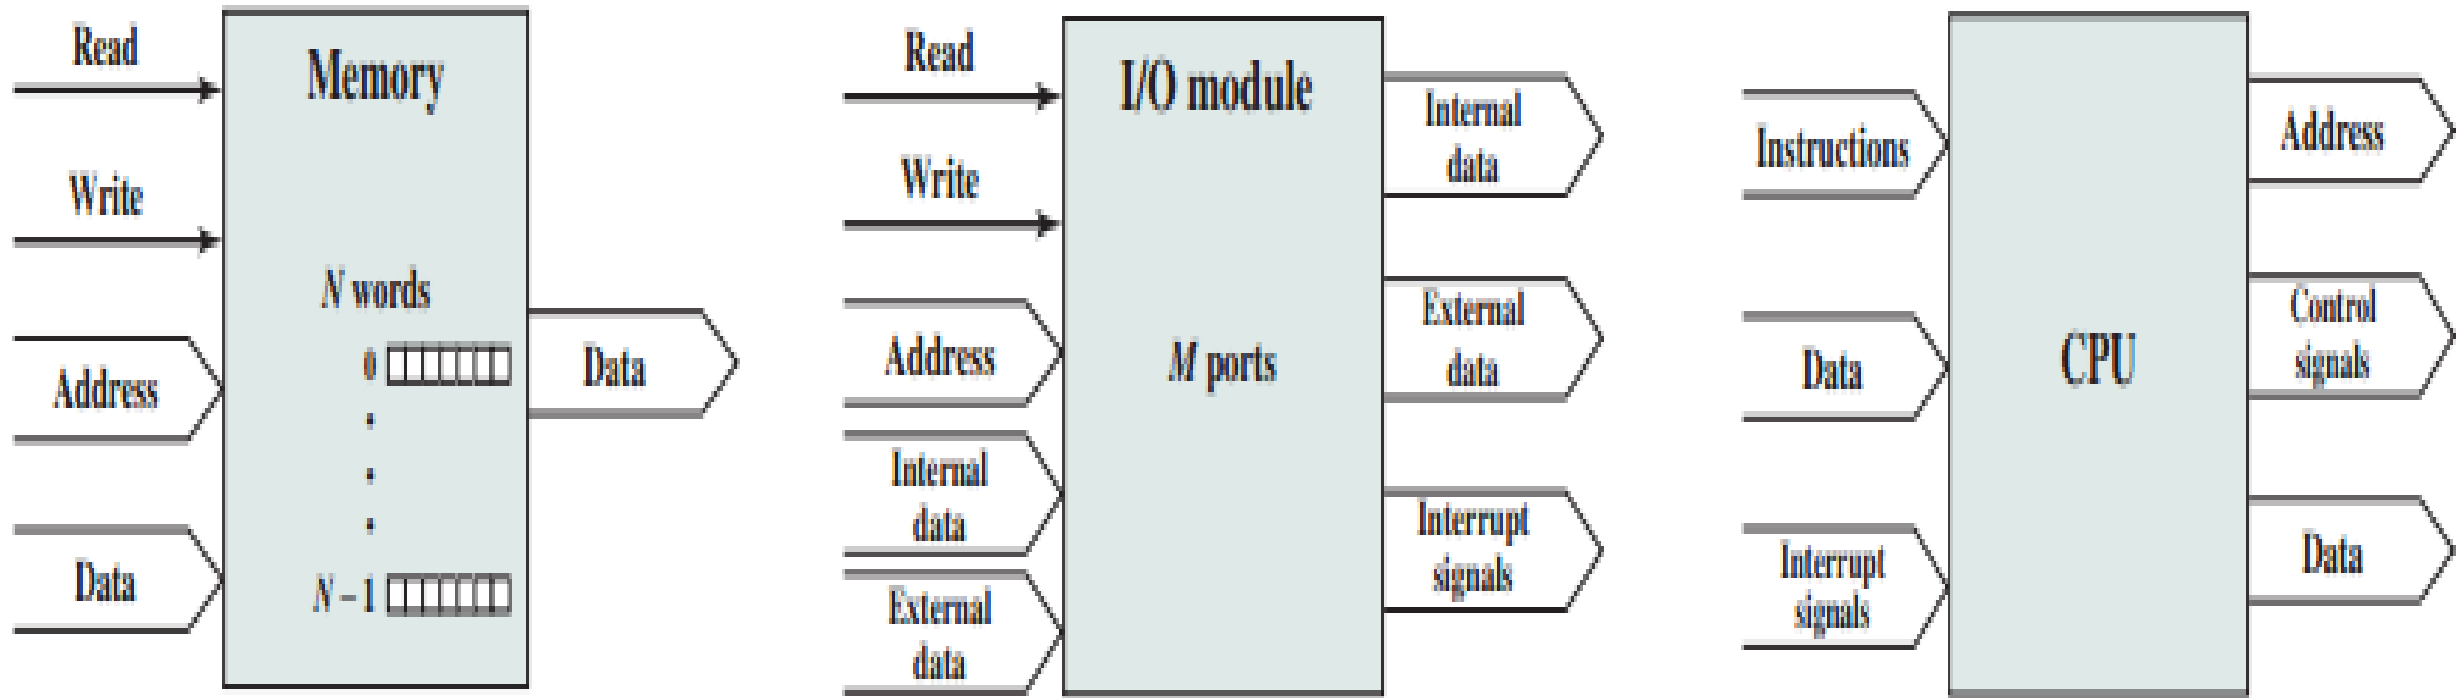 Memory
Read
Write
N words
0
Address
Data
N – 1
Data
I/O module
Read
Write
M ports
Address
Internal
data
External
data
Internal
data
External
data
Interrupt
signals
CPU
Instructions
Data
Interrupt
signals
Address
Control
signals
Data